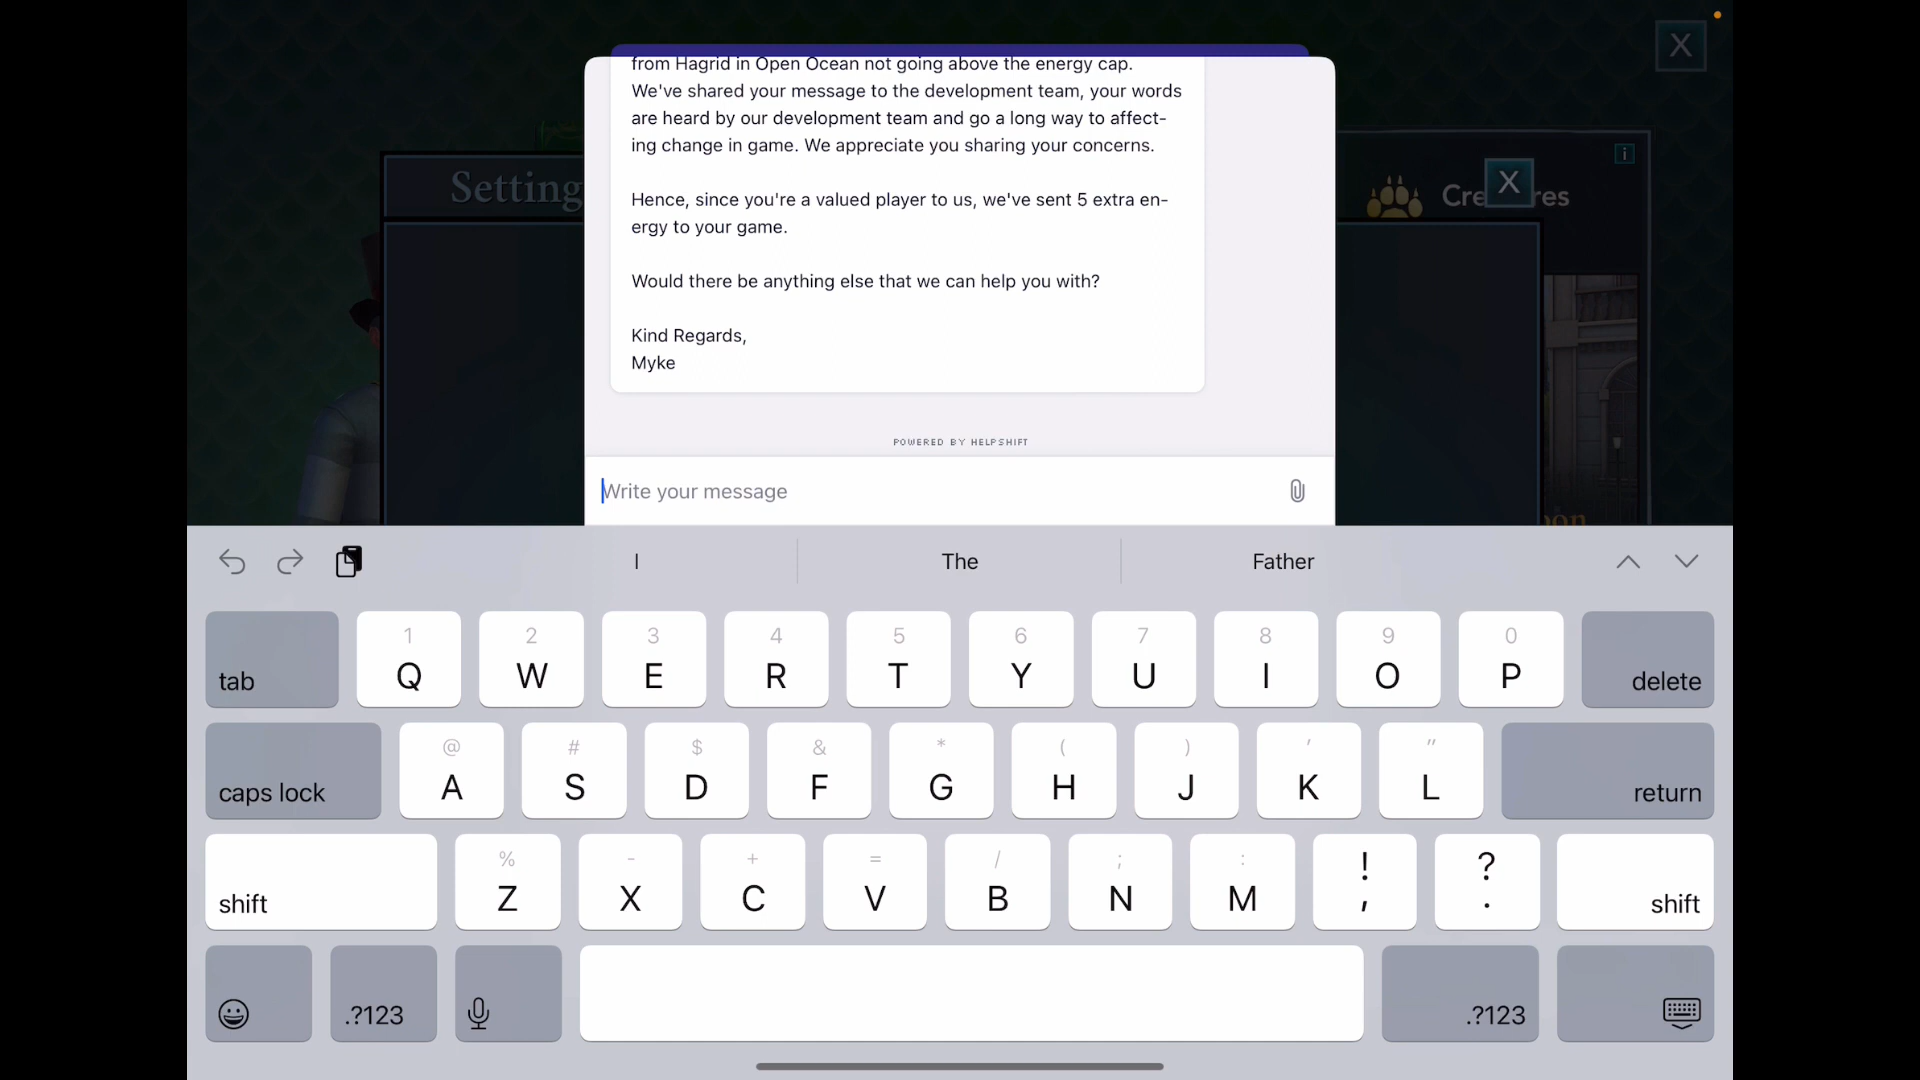 X
from Hagrid in Open Ocean not going above the energy cap.
We've shared your message to the development team, your words
are heard by our development team and go a long way to affect-
ing change in game. We appreciate you sharing your concerns.
Hence, since you're a valued player to us, we've sent 5 extra en-
ergy to your game.
Would there be anything else that we can help you with?
Kind Regards,
Myke
Setting
i
X
Cre res
POWERED BY HELPSHIFT
Write your message
I The Father
tab 1 Q 2 W 3 E 4 R 5 T 6 Y 7 U 8 I 9 O 0 P delete
caps lock @ A # S $ D & F * G ( H ) J ' K " L return
shift % Z - X + C = V / B ; N : M ! , ? . shift
.?123 .?123